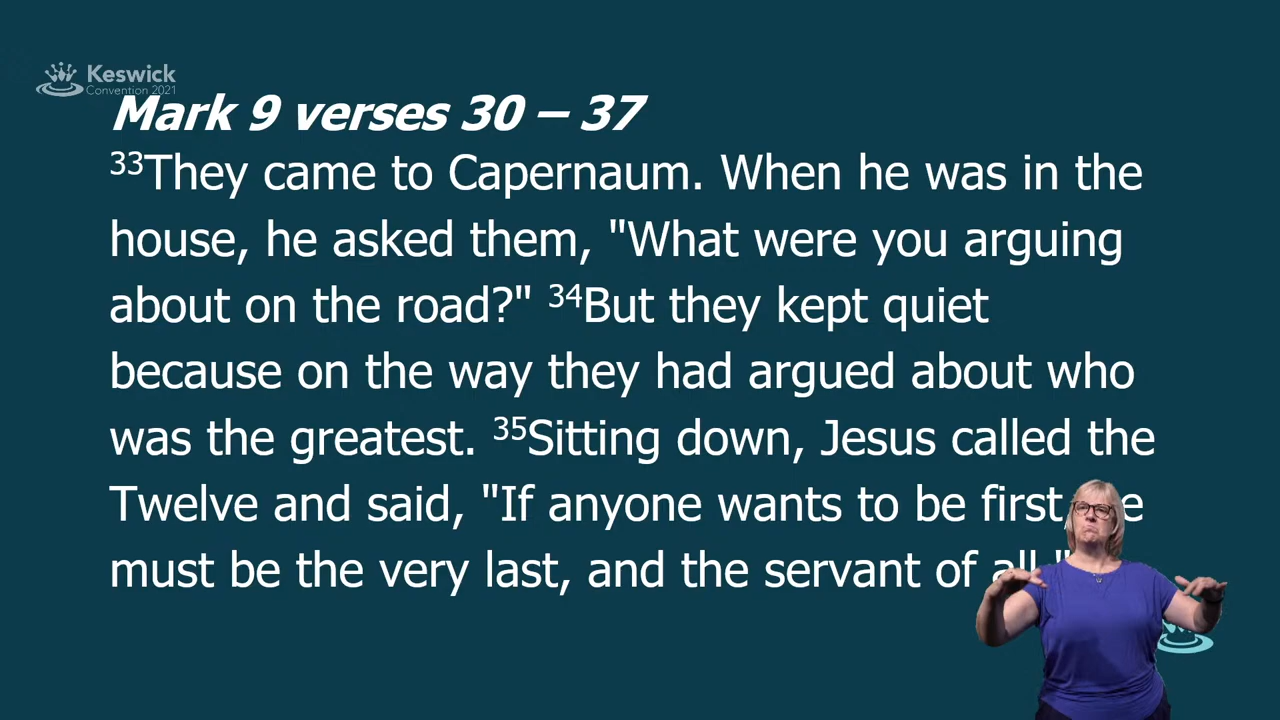 Keswick
Convention 2021
Mark 9 verses 30 – 37
33They came to Capernaum. When he was in the
house, he asked them, "What were you arguing
about on the road?" 34But they kept quiet
because on the way they had argued about who
was the greatest. 35Sitting down, Jesus called the
Twelve and said, "If anyone wants to be first,
must be the very last, and the servant of all."